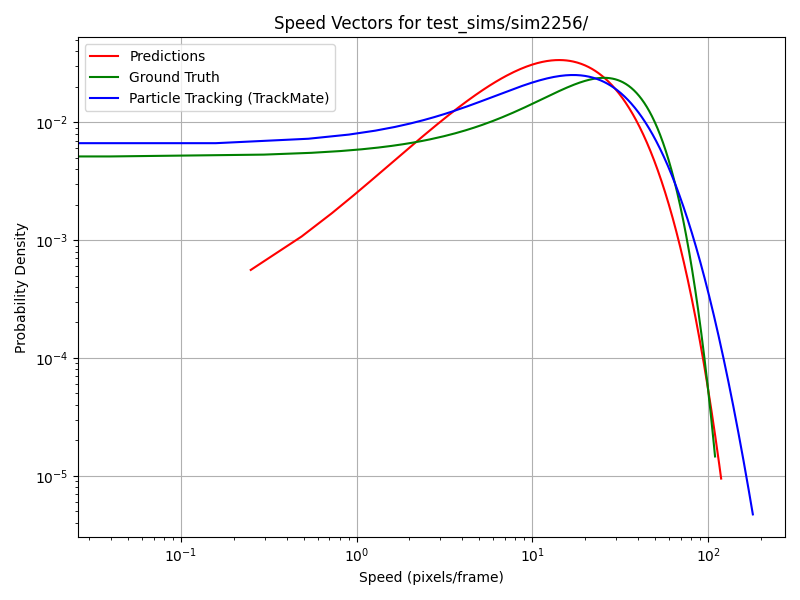 Speed Vectors for test_sims/sim2256/
Predictions
Ground Truth
Particle Tracking (TrackMate)
Probability Density
10⁻²
10⁻³
10⁻⁴
10⁻⁵
10⁻¹ 10⁰ 10¹ 10²
Speed (pixels/frame)